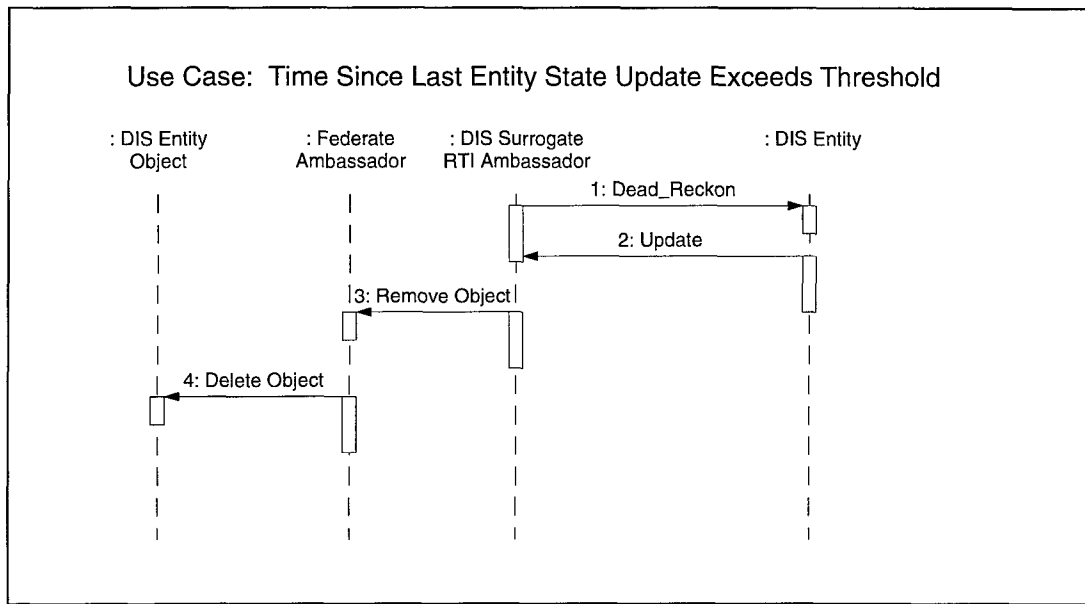 Use Case: Time Since Last Entity State Update Exceeds Threshold
: DIS Entity
Object
: Federate
Ambassador
: DIS Surrogate
RTI Ambassador
: DIS Entity
1: Dead_Reckon
2: Update
3: Remove Object
4: Delete Object